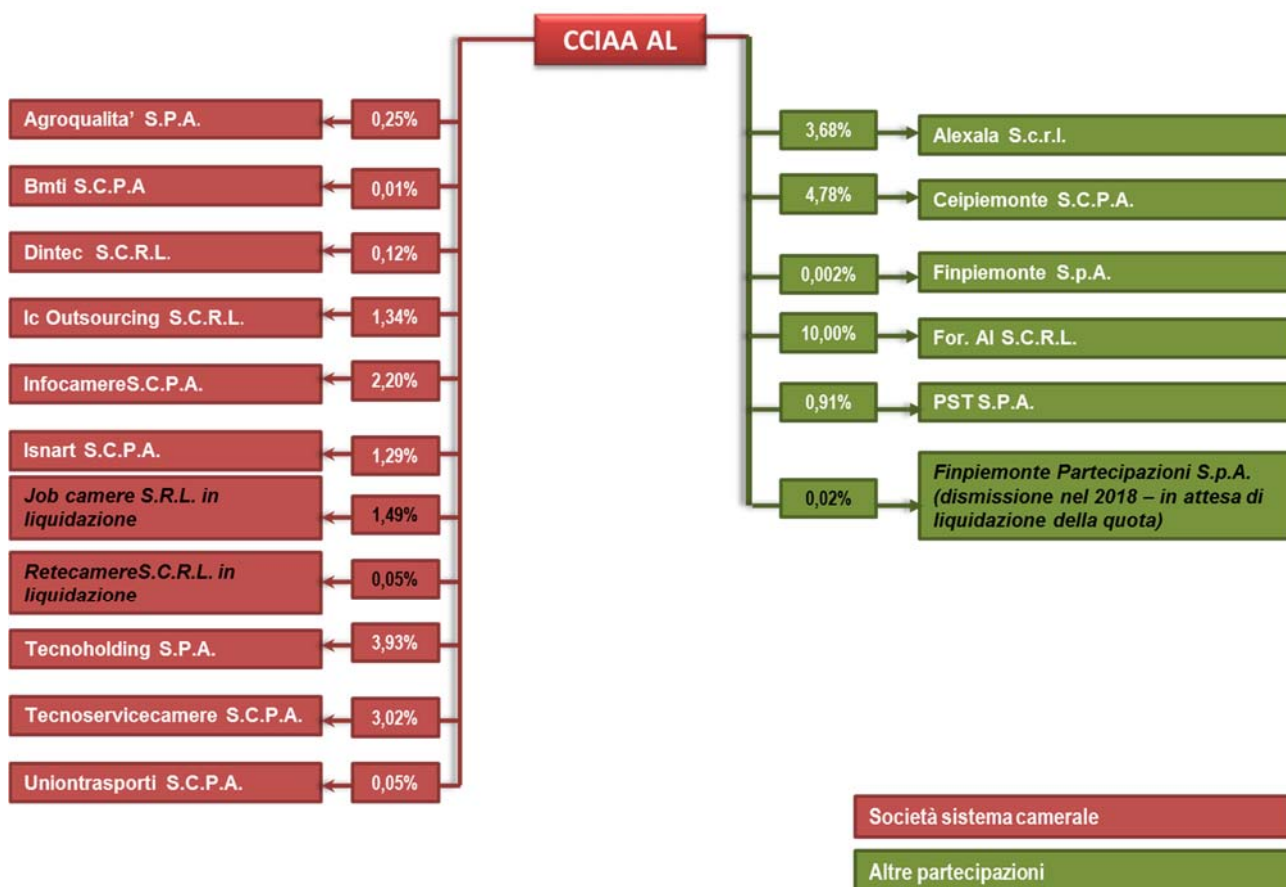 CCIAA AL
Agroqualita’ S.P.A.
0,25%
Bmti S.C.P.A
0,01%
Dintec S.C.R.L.
0,12%
Ic Outsourcing S.C.R.L.
1,34%
InfocamereS.C.P.A.
2,20%
Isnart S.C.P.A.
1,29%
Job camere S.R.L. in
liquidazione
1,49%
RetecamereS.C.R.L. in
liquidazione
0,05%
Tecnoholding S.P.A.
3,93%
Tecnoservicecamere S.C.P.A.
3,02%
Uniontrasporti S.C.P.A.
0,05%
3,68%
Alexala S.c.r.l.
4,78%
Ceipiemonte S.C.P.A.
0,002%
Finpiemonte S.p.A.
10,00%
For. Al S.C.R.L.
0,91%
PST S.P.A.
0,02%
Finpiemonte Partecipazioni S.p.A.
(dismissione nel 2018 – in attesa di
liquidazione della quota)
Società sistema camerale
Altre partecipazioni